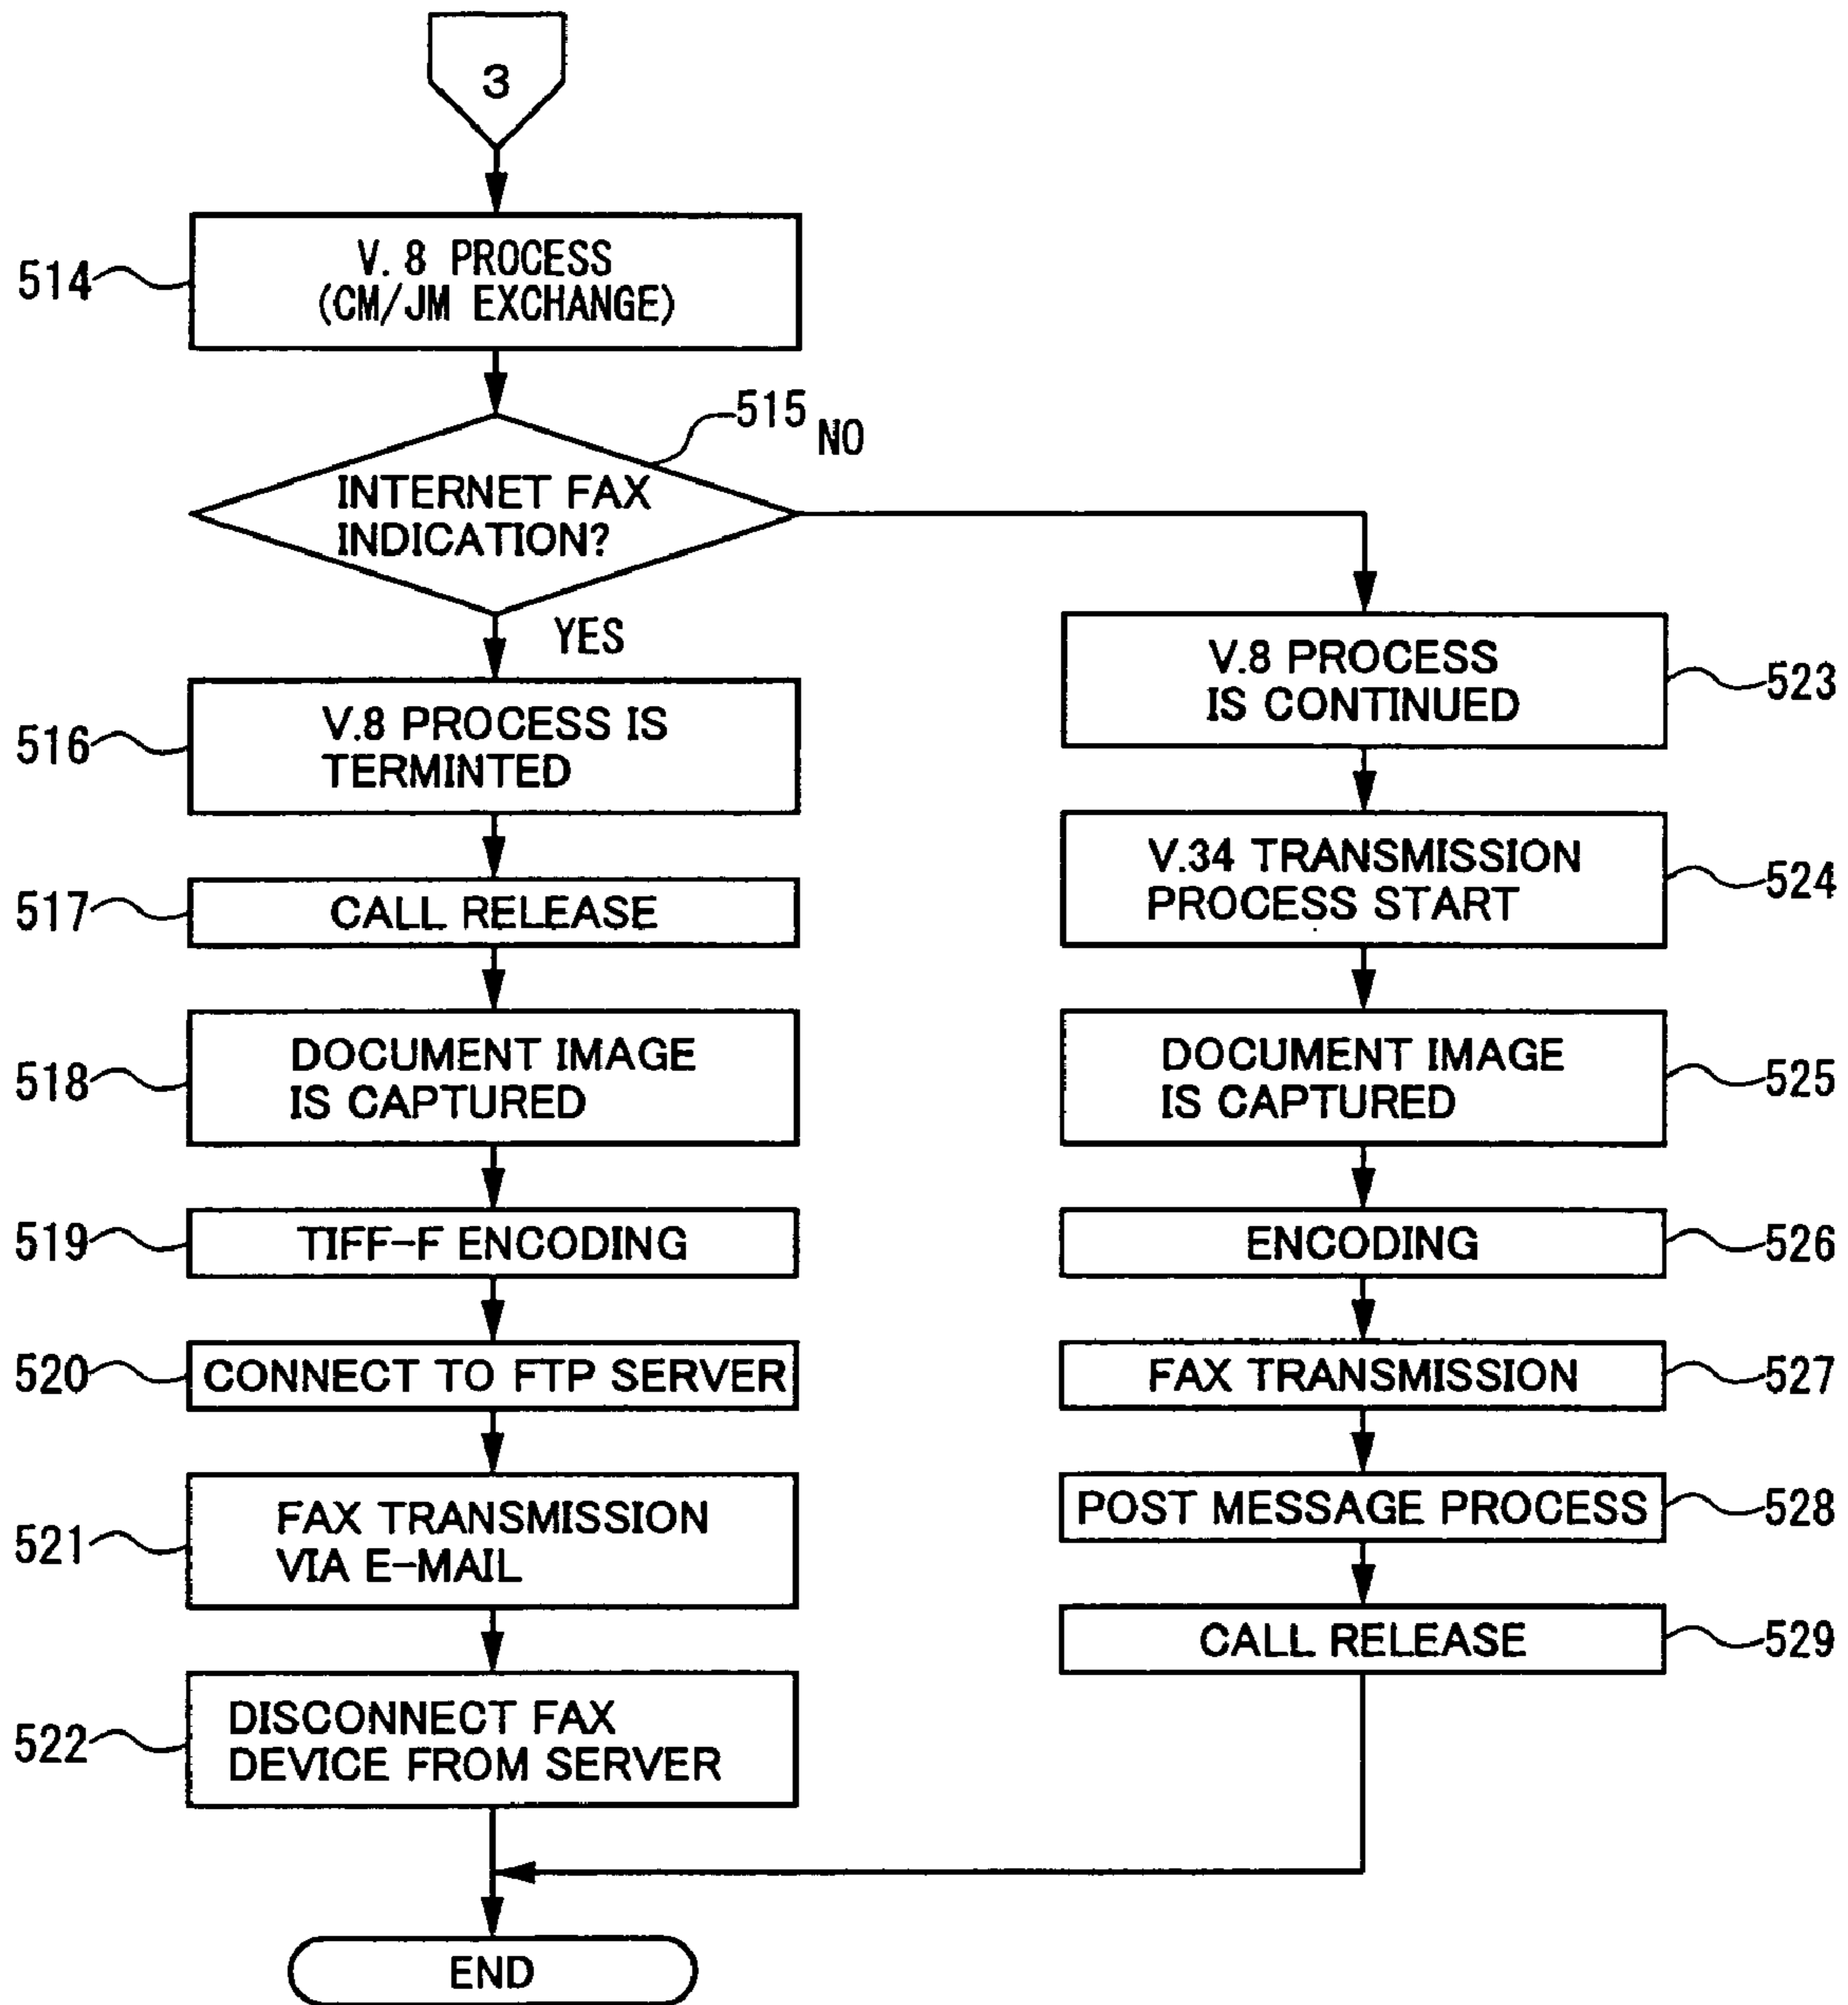 3
514
V. 8 PROCESS
(CM/JM EXCHANGE)
515
NO
INTERNET FAX
INDICATION?
YES
516
V.8 PROCESS IS
TERMINTED
517
CALL RELEASE
518
DOCUMENT IMAGE
IS CAPTURED
519
TIFF-F ENCODING
520
CONNECT TO FTP SERVER
521
FAX TRANSMISSION
VIA E-MAIL
522
DISCONNECT FAX
DEVICE FROM SERVER
V.8 PROCESS
IS CONTINUED
523
V.34 TRANSMISSION
PROCESS START
524
DOCUMENT IMAGE
IS CAPTURED
525
ENCODING
526
FAX TRANSMISSION
527
POST MESSAGE PROCESS
528
CALL RELEASE
529
END